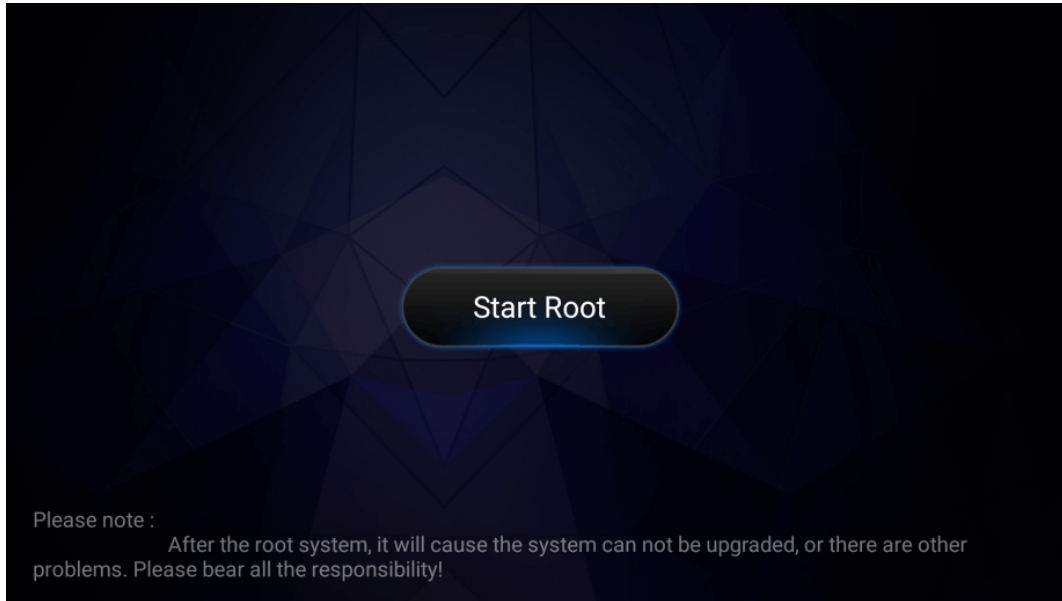 Start Root
Please note :
After the root system, it will cause the system can not be upgraded, or there are other
problems. Please bear all the responsibility!